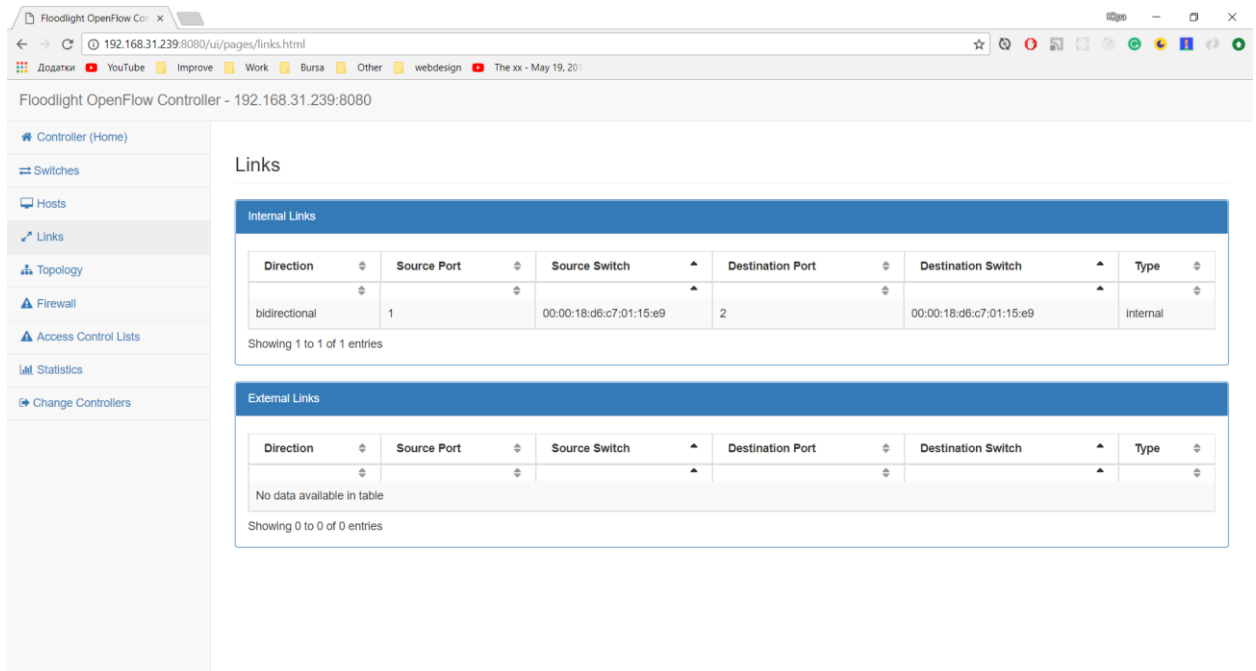 Floodlight OpenFlow Con
192.168.31.239:8080/ui/pages/links.html
Додатки YouTube Improve Work Bursa Other webdesign The xx - May 19, 201
Floodlight OpenFlow Controller - 192.168.31.239:8080
Controller (Home)
Switches
Hosts
Links
Topology
Firewall
Access Control Lists
Statistics
Change Controllers
Links
Internal Links
Direction Source Port Source Switch Destination Port Destination Switch Type
bidirectional 1 00:00:18:d6:c7:01:15:e9 2 00:00:18:d6:c7:01:15:e9 internal
Showing 1 to 1 of 1 entries
External Links
Direction Source Port Source Switch Destination Port Destination Switch Type
No data available in table
Showing 0 to 0 of 0 entries